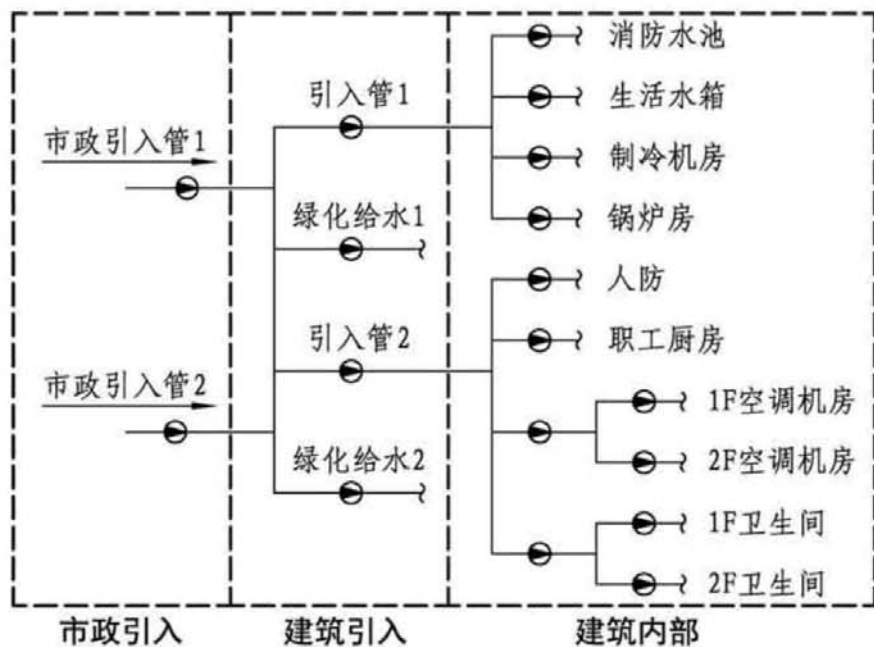 市政引入管1
市政引入管2
引入管1
绿化给水1
引入管2
绿化给水2
消防水池
生活水箱
制冷机房
锅炉房
人防
职工厨房
1F空调机房
2F空调机房
1F卫生间
2F卫生间
市政引入
建筑引入
建筑内部